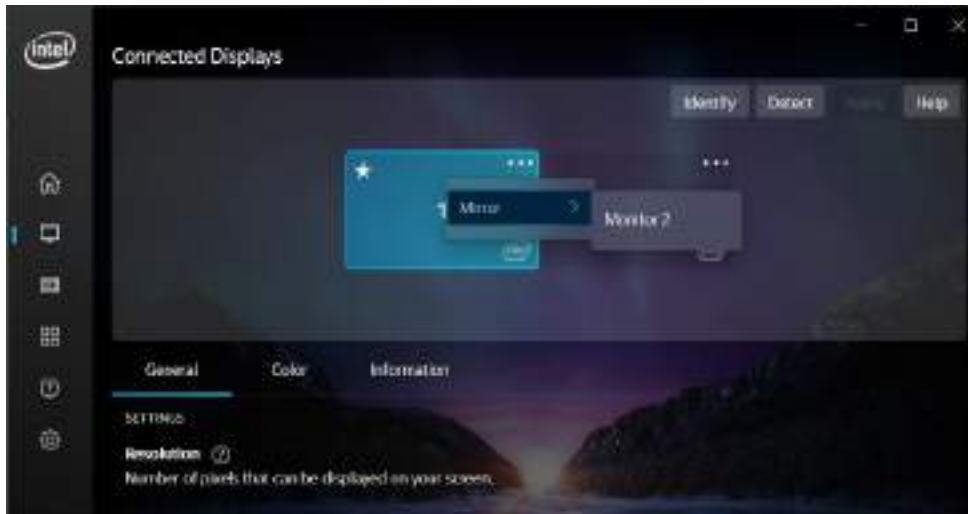 intel
Connected Displays
Identify Detect Help
1
Mirror
Monitor 2
General Color Information
SETTINGS
Resolution ?
Number of pixels that can be displayed on your screen.